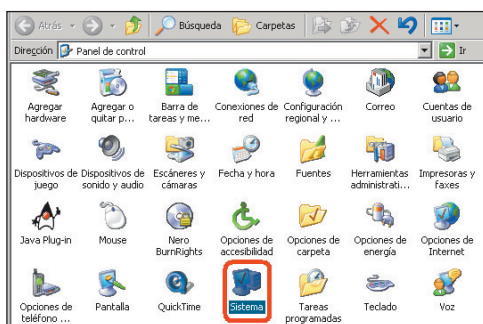 Atrás Búsqueda Carpetas
Dirección Panel de control Ir
Agregar hardware
Agregar o quitar p...
Barra de tareas y me...
Conexiones de red
Configuración regional y ...
Correo
Cuentas de usuario
Dispositivos de juego
Dispositivos de sonido y audio
Escáneres y cámaras
Fecha y hora
Fuentes
Herramientas administrati...
Impresoras y faxes
Java Plug-in
Mouse
Nero BurnRights
Opciones de accesibilidad
Opciones de carpeta
Opciones de energía
Opciones de Internet
Opciones de teléfono ...
Pantalla
QuickTime
Sistema
Tareas programadas
Teclado
Voz